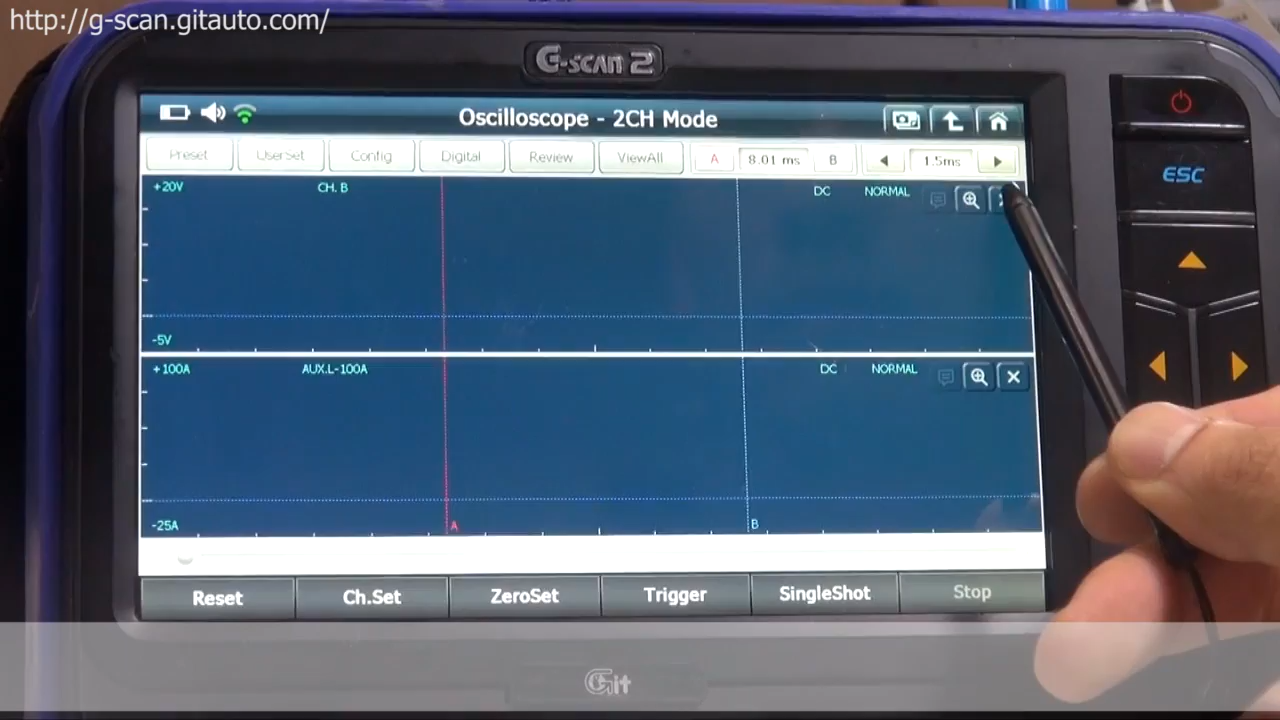 http://g-scan.gitauto.com/
G-scan 2
Oscilloscope - 2CH Mode
Preset UserSet Config Digital Review ViewAll A 8.01 ms B 1.5ms
ESC
+20V CH. B DC NORMAL
-5V
+100A AUX.L-100A DC NORMAL
-25A A B
Reset Ch.Set ZeroSet Trigger SingleShot Stop
Git